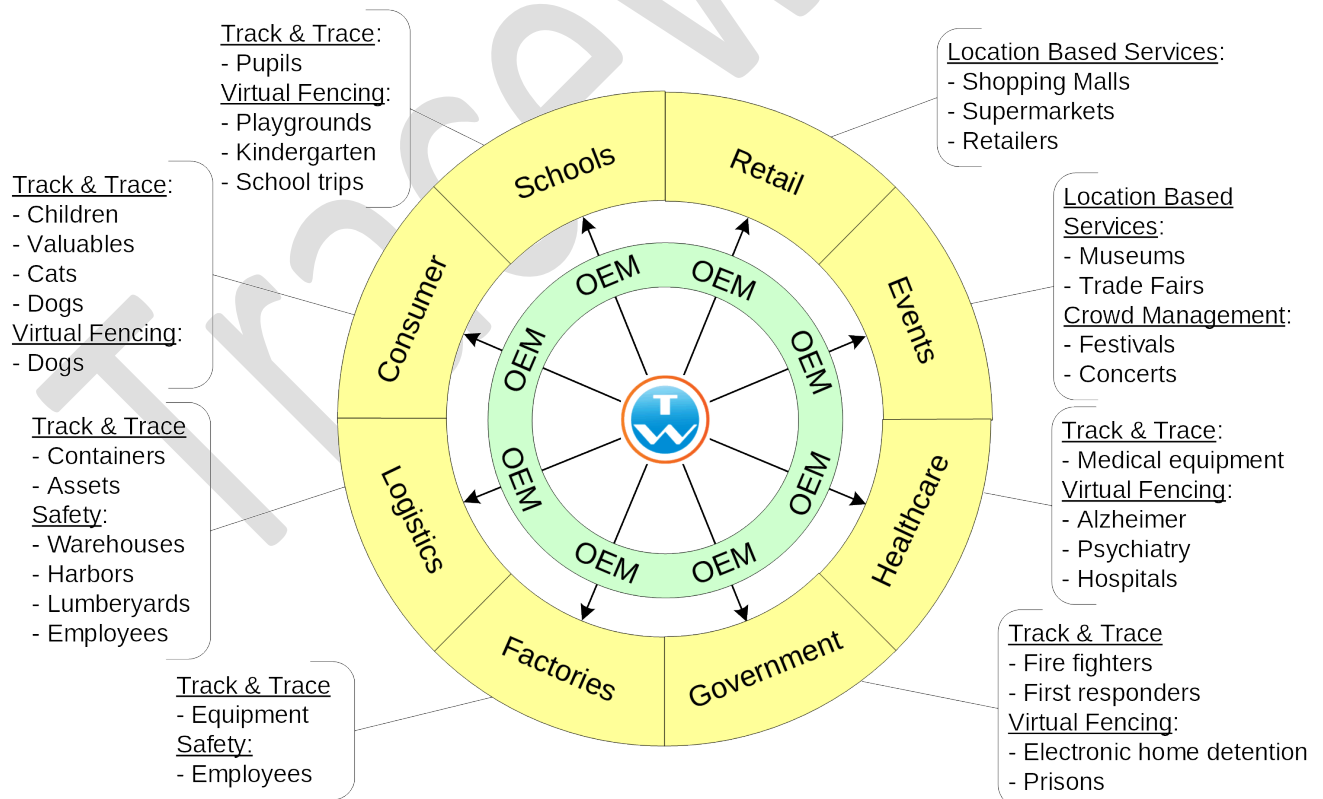 Track & Trace:
- Pupils
Virtual Fencing:
- Playgrounds
- Kindergarten
- School trips
Location Based Services:
- Shopping Malls
- Supermarkets
- Retailers
Track & Trace:
- Children
- Valuables
- Cats
- Dogs
Virtual Fencing:
- Dogs
Location Based
Services:
- Museums
- Trade Fairs
Crowd Management:
- Festivals
- Concerts
Schools
Retail
Consumer
Events
OEM
OEM
OEM
OEM
TW
OEM
OEM
OEM
OEM
Logistics
Healthcare
Factories
Government
Track & Trace
- Containers
- Assets
Safety:
- Warehouses
- Harbors
- Lumberyards
- Employees
Track & Trace:
- Medical equipment
Virtual Fencing:
- Alzheimer
- Psychiatry
- Hospitals
Track & Trace
- Equipment
Safety:
- Employees
Track & Trace
- Fire fighters
- First responders
Virtual Fencing:
- Electronic home detention
- Prisons